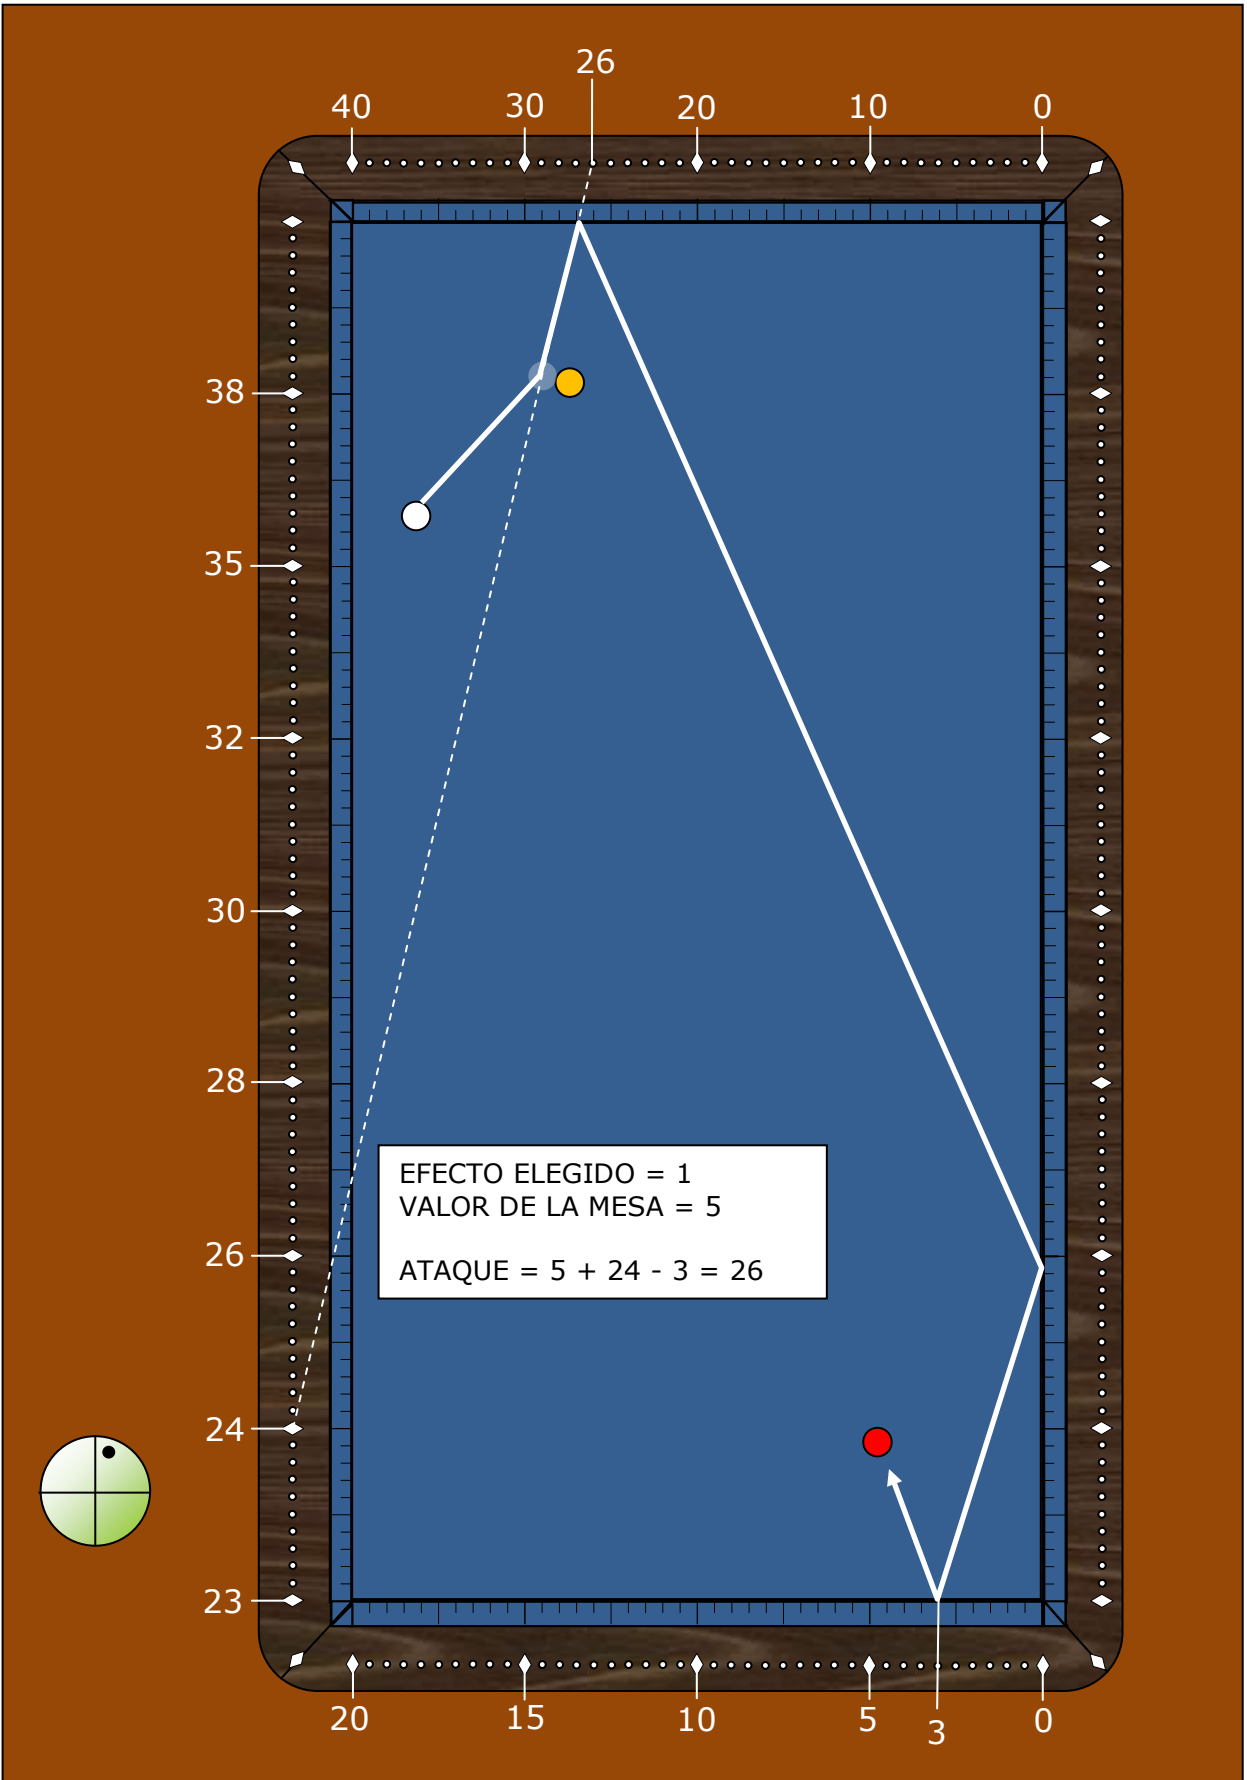 26
40 30 20 10 0
38
35
32
30
28
EFECTO ELEGIDO = 1
VALOR DE LA MESA = 5
ATAQUE = 5 + 24 - 3 = 26
26
24
23
20 15 10 5 3 0